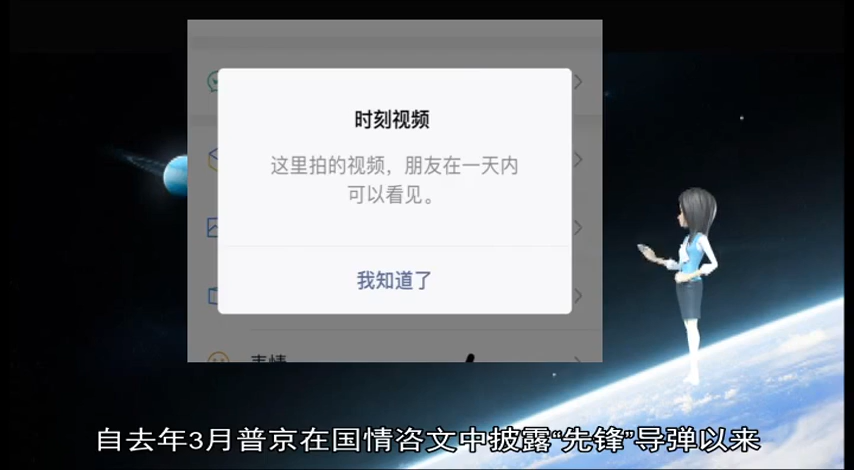 时刻视频
这里拍的视频，朋友在一天内
可以看见。
我知道了
表情
自去年3月普京在国情咨文中披露“先锋”导弹以来